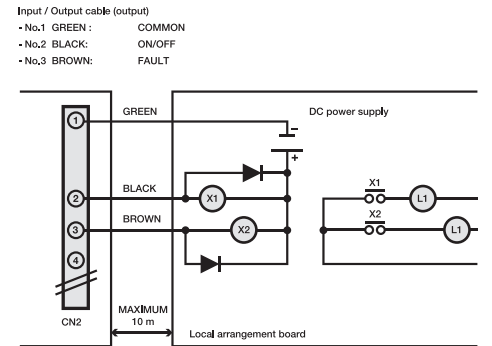 Input / Output cable (output)
- No.1 GREEN : COMMON
- No.2 BLACK: ON/OFF
- No.3 BROWN: FAULT
GREEN
DC power supply
1
-
+
BLACK
X1
X1
L1
2
BROWN
X2
X2
L1
3
4
MAXIMUM
10 m
CN2
Local arrangement board